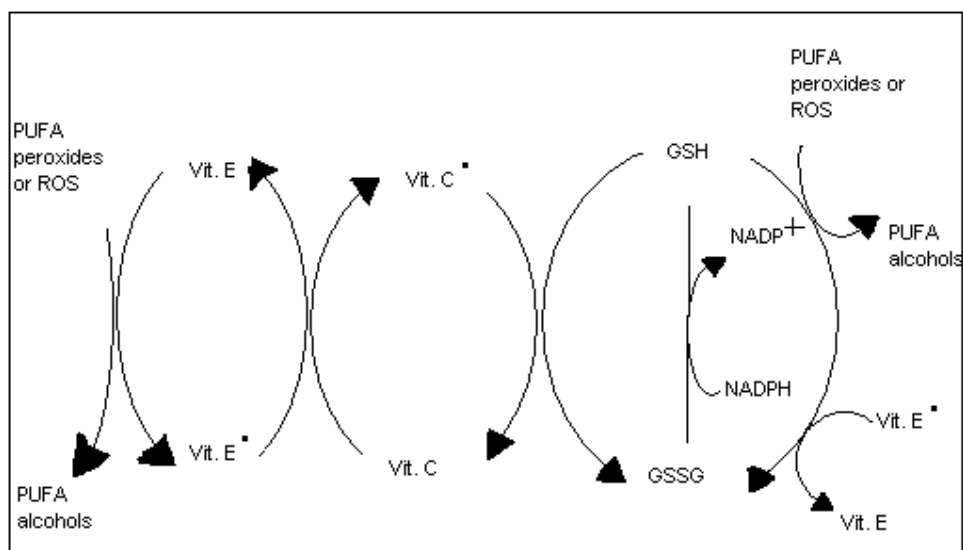 PUFA
peroxides or
ROS
PUFA
peroxides
or ROS
Vit. E
Vit. C •
GSH
NADP+
PUFA
alcohols
NADPH
Vit. E •
Vit. E •
Vit. C
GSSG
PUFA
alcohols
Vit. E